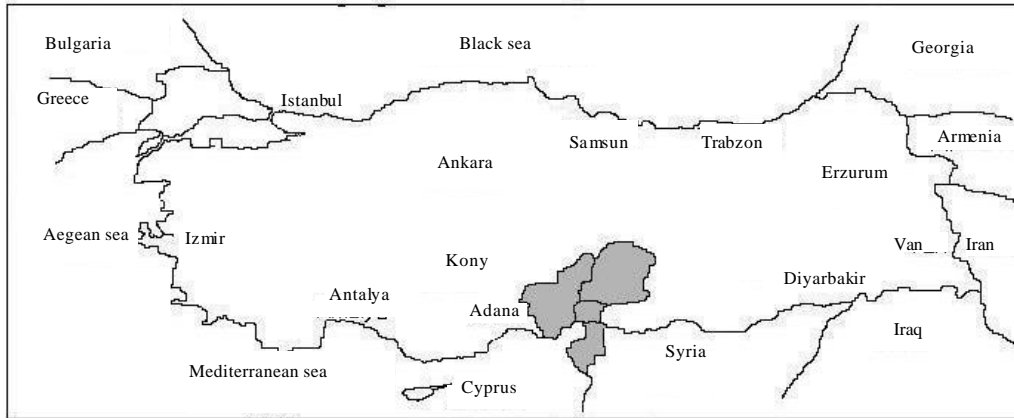 Bulgaria
Black sea
Georgia
Greece
Istanbul
Samsun
Trabzon
Armenia
Ankara
Erzurum
Aegean sea
Izmir
Kony
Van
Iran
Antalya
Adana
Diyarbakir
Mediterranean sea
Cyprus
Syria
Iraq